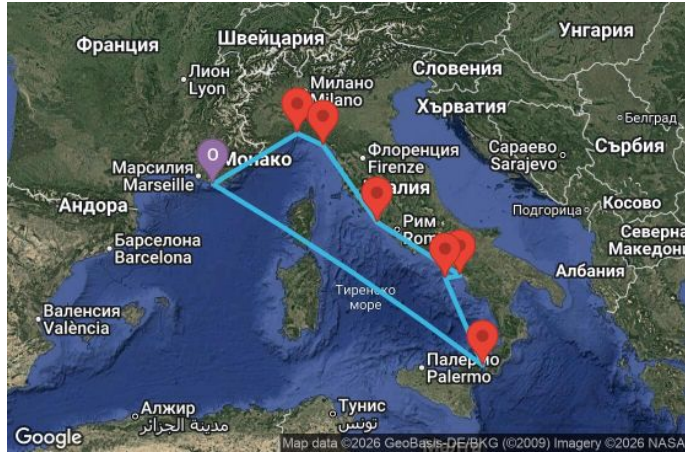 Франция
Швейцария
Унгария
Лион
Lyon
Милано
Milano
Словения
Хърватия
Белград
O
Монако
Марсилия
Marseille
Флоренция
Firenze
Сараево
Sarajevo
Сърбия
Андора
Рим
Подгорица
Косово
Барселона
Barcelona
Северна
Македони
Албания
Тиренско
море
Валенсия
València
Палермо
Palermo
Алжир
مدينة الجزائر
Тунис
تونس
Google
Map data ©2026 GeoBasis-DE/BKG (©2009) Imagery ©2026 NASA